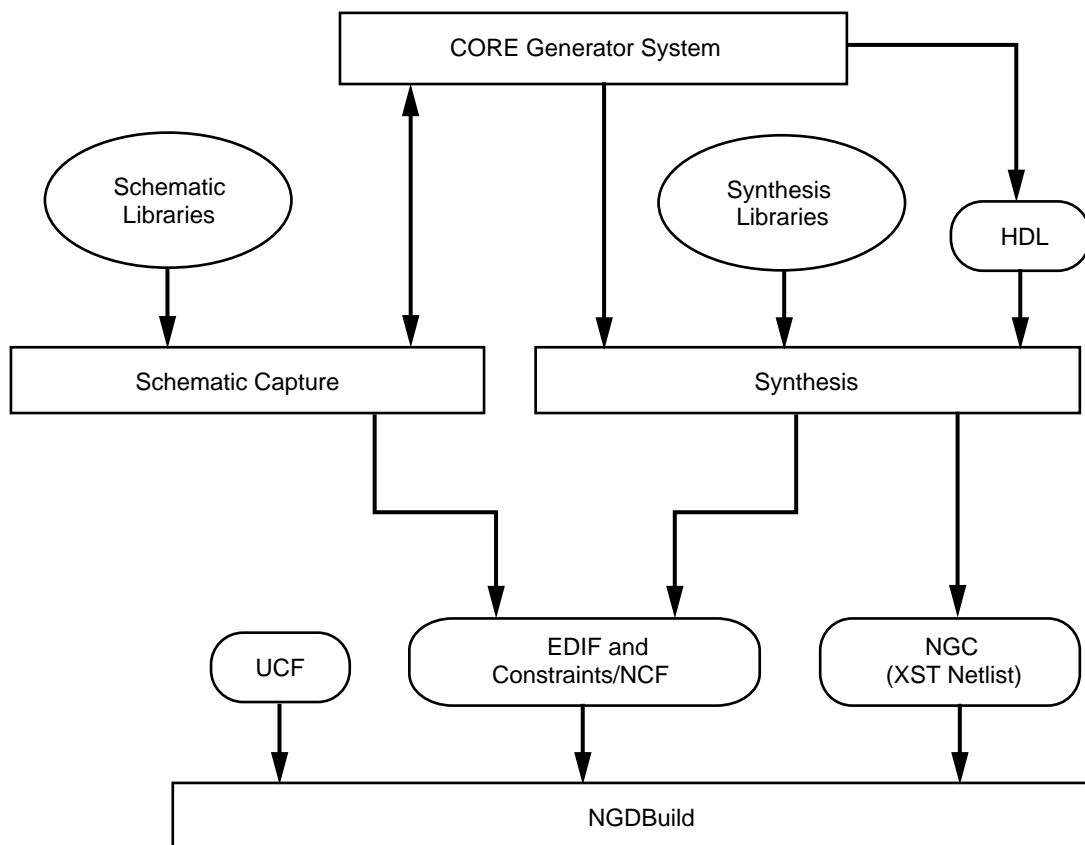 CORE Generator System
Schematic
Libraries
Synthesis
Libraries
HDL
Schematic Capture
Synthesis
UCF
EDIF and
Constraints/NCF
NGC
(XST Netlist)
NGDBuild